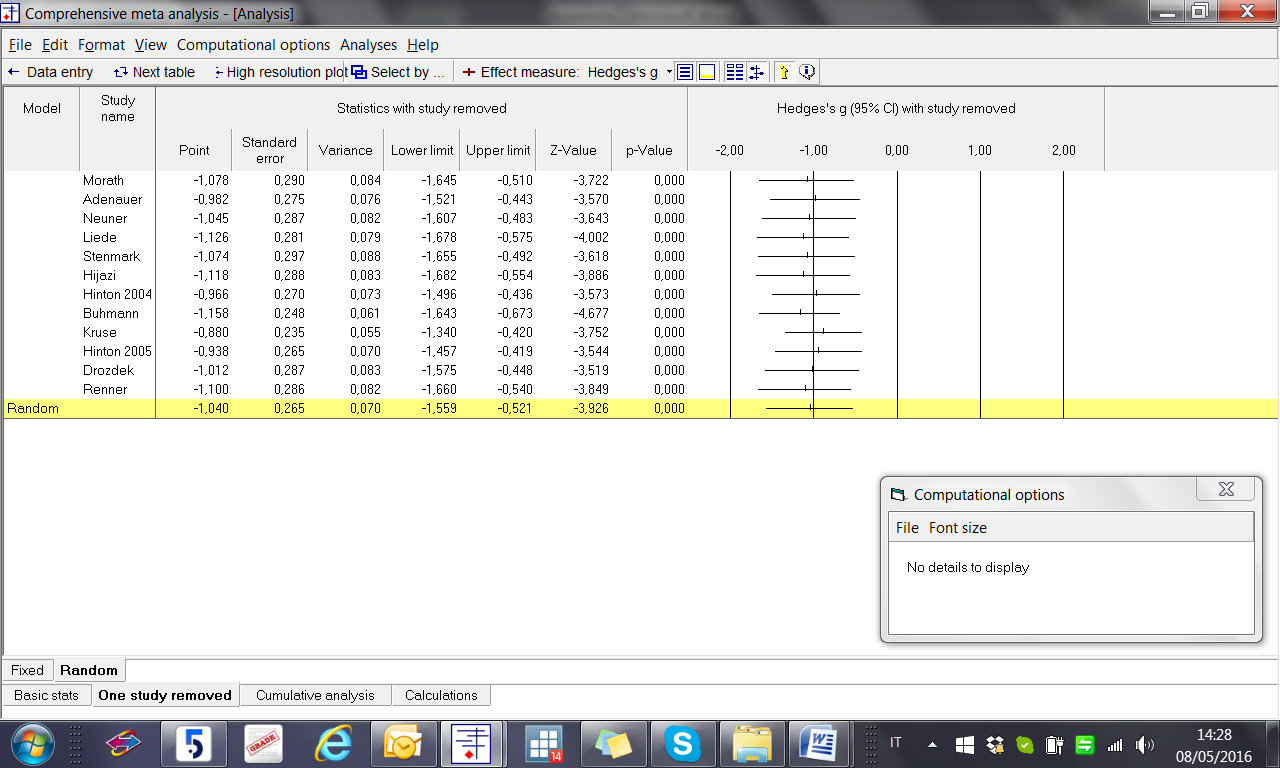 Comprehensive meta analysis - [Analysis]
File Edit Format View Computational options Analyses Help
Data entry Next table High resolution plot Select by ... Effect measure: Hedges's g
Model Study name Statistics with study removed Hedges's g (95% CI) with study removed
Point Standard error Variance Lower limit Upper limit Z-Value p-Value -2,00 -1,00 0,00 1,00 2,00
Morath -1,078 0,290 0,084 -1,645 -0,510 -3,722 0,000
Adenauer -0,982 0,275 0,076 -1,521 -0,443 -3,570 0,000
Neuner -1,045 0,287 0,082 -1,607 -0,483 -3,643 0,000
Liede -1,126 0,281 0,079 -1,678 -0,575 -4,002 0,000
Stenmark -1,074 0,297 0,088 -1,655 -0,492 -3,618 0,000
Hijazi -1,118 0,288 0,083 -1,682 -0,554 -3,886 0,000
Hinton 2004 -0,966 0,270 0,073 -1,496 -0,436 -3,573 0,000
Buhmann -1,158 0,248 0,061 -1,643 -0,673 -4,677 0,000
Kruse -0,880 0,235 0,055 -1,340 -0,420 -3,752 0,000
Hinton 2005 -0,938 0,265 0,070 -1,457 -0,419 -3,544 0,000
Drozdek -1,012 0,287 0,083 -1,575 -0,448 -3,519 0,000
Renner -1,100 0,286 0,082 -1,660 -0,540 -3,849 0,000
Random -1,040 0,265 0,070 -1,559 -0,521 -3,926 0,000
Computational options
File Font size
No details to display
Fixed Random
Basic stats One study removed Cumulative analysis Calculations
5 GRADE 14 IT 14:28
08/05/2016